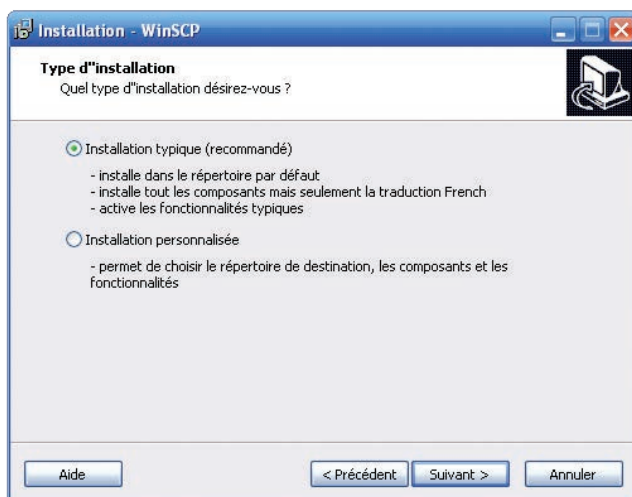 Installation - WinSCP
Type d"installation
Quel type d"installation désirez-vous ?
Installation typique (recommandé)
- installe dans le répertoire par défaut
- installe tout les composants mais seulement la traduction French
- active les fonctionnalités typiques
Installation personnalisée
- permet de choisir le répertoire de destination, les composants et les
fonctionnalités
Aide
< Précédent
Suivant >
Annuler